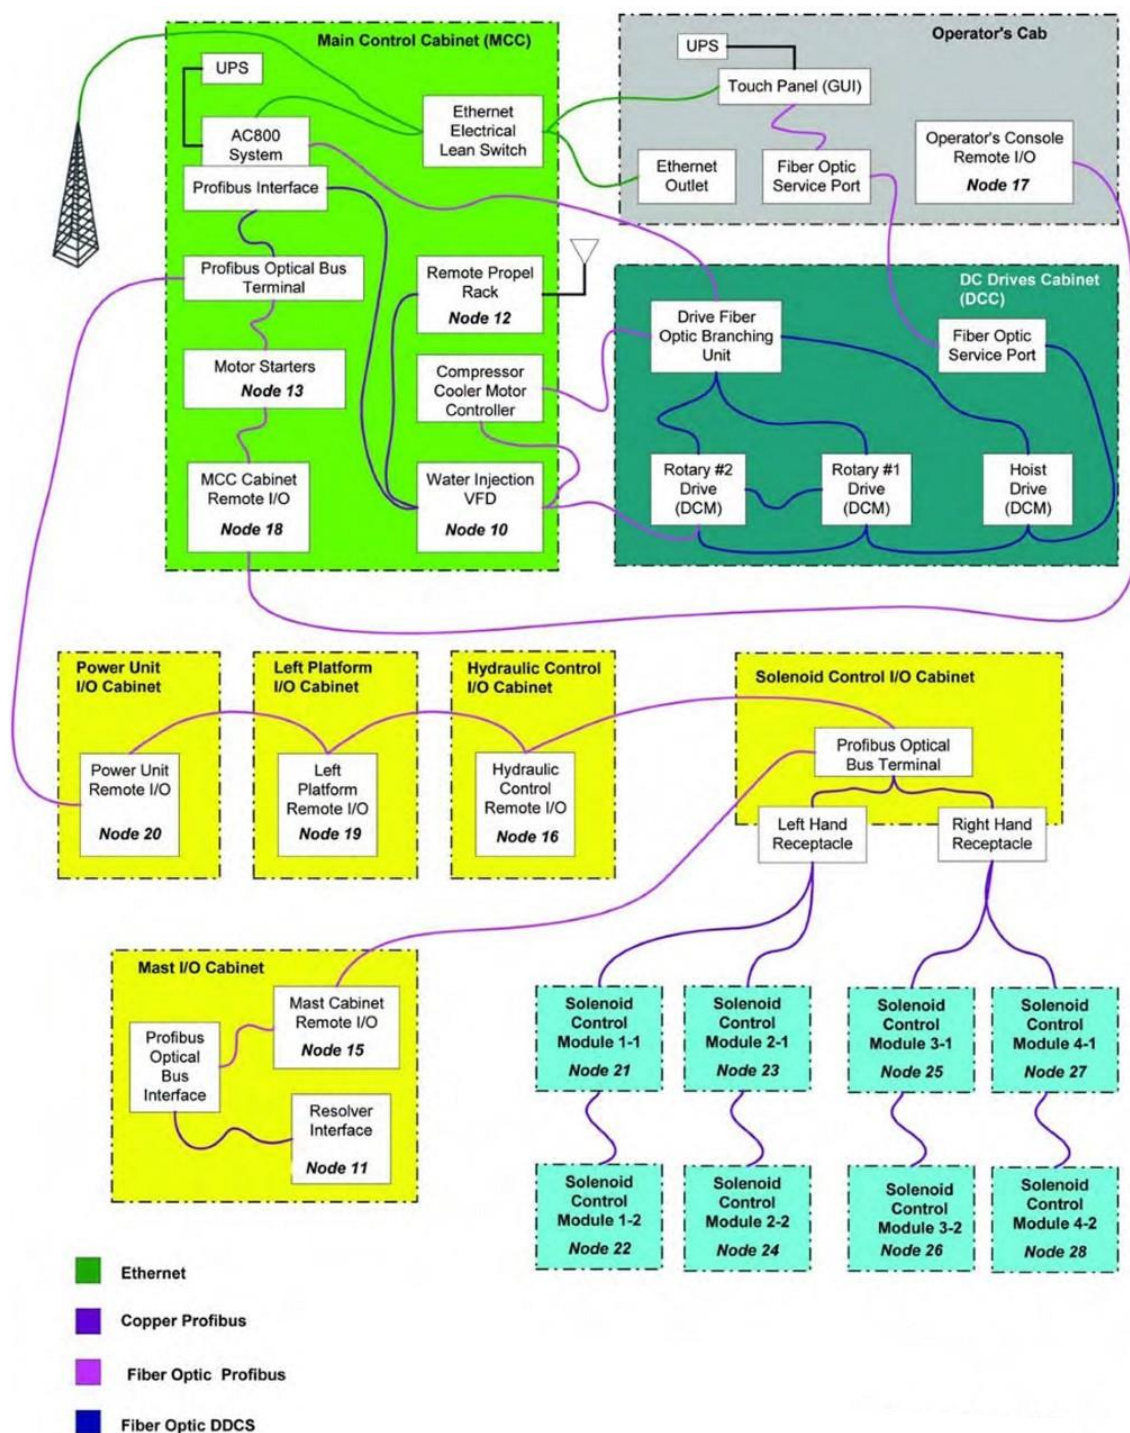 Main Control Cabinet (MCC)
UPS
AC800
System
Profibus Interface
Ethernet
Electrical
Lean Switch
Profibus Optical Bus
Terminal
Remote Propel
Rack
Node 12
Motor Starters
Node 13
Compressor
Cooler Motor
Controller
MCC Cabinet
Remote I/O
Node 18
Water Injection
VFD
Node 10
Operator's Cab
UPS
Touch Panel (GUI)
Ethernet
Outlet
Fiber Optic
Service Port
Operator's Console
Remote I/O
Node 17
DC Drives Cabinet
(DCC)
Drive Fiber
Optic Branching
Unit
Fiber Optic
Service Port
Rotary #2
Drive
(DCM)
Rotary #1
Drive
(DCM)
Hoist
Drive
(DCM)
Power Unit
I/O Cabinet
Power Unit
Remote I/O
Node 20
Left Platform
I/O Cabinet
Left
Platform
Remote I/O
Node 19
Hydraulic Control
I/O Cabinet
Hydraulic
Control
Remote I/O
Node 16
Solenoid Control I/O Cabinet
Profibus Optical
Bus Terminal
Left Hand
Receptacle
Right Hand
Receptacle
Mast I/O Cabinet
Mast Cabinet
Remote I/O
Node 15
Profibus
Optical
Bus
Interface
Resolver
Interface
Node 11
Solenoid
Control
Module 1-1
Node 21
Solenoid
Control
Module 2-1
Node 23
Solenoid
Control
Module 3-1
Node 25
Solenoid
Control
Module 4-1
Node 27
Solenoid
Control
Module 1-2
Node 22
Solenoid
Control
Module 2-2
Node 24
Solenoid
Control
Module 3-2
Node 26
Solenoid
Control
Module 4-2
Node 28
Ethernet
Copper Profibus
Fiber Optic Profibus
Fiber Optic DDCS